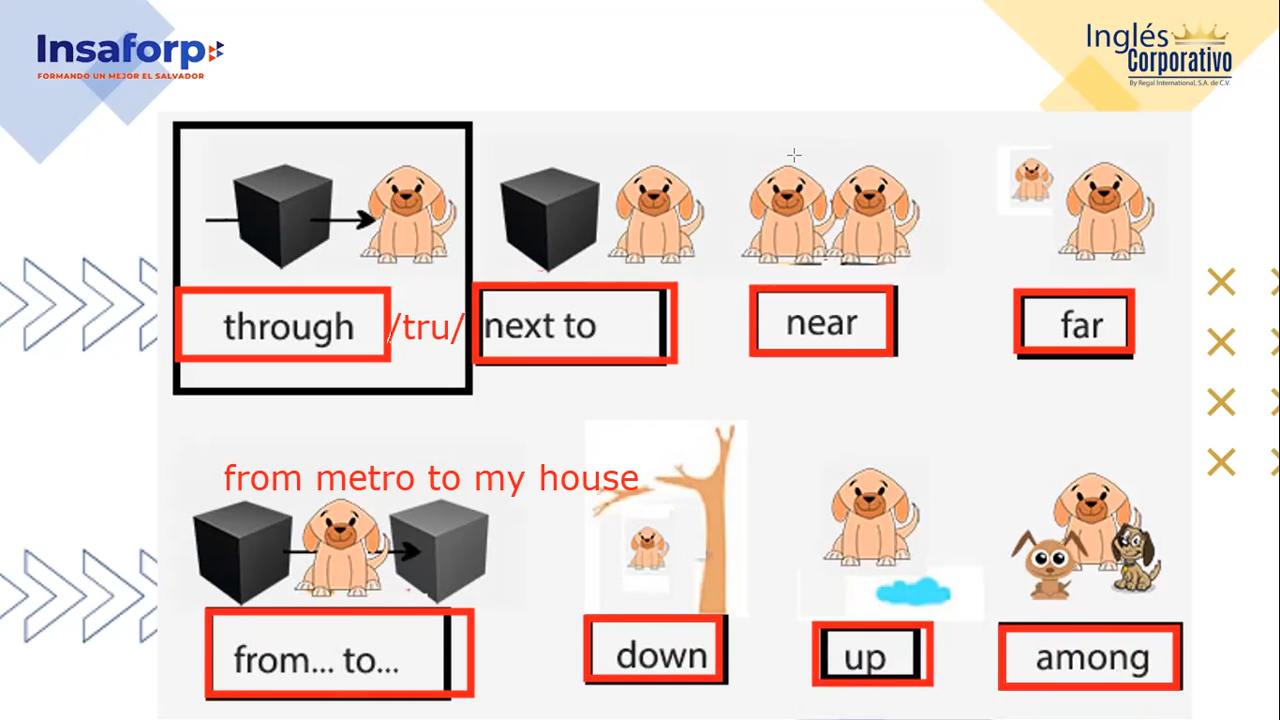 Insaforp
FORMANDO UN MEJOR EL SALVADOR
Inglés
Corporativo
By Regal International, S.A. de C.V.
through /tru/ next to near far
from metro to my house
from... to... down up among